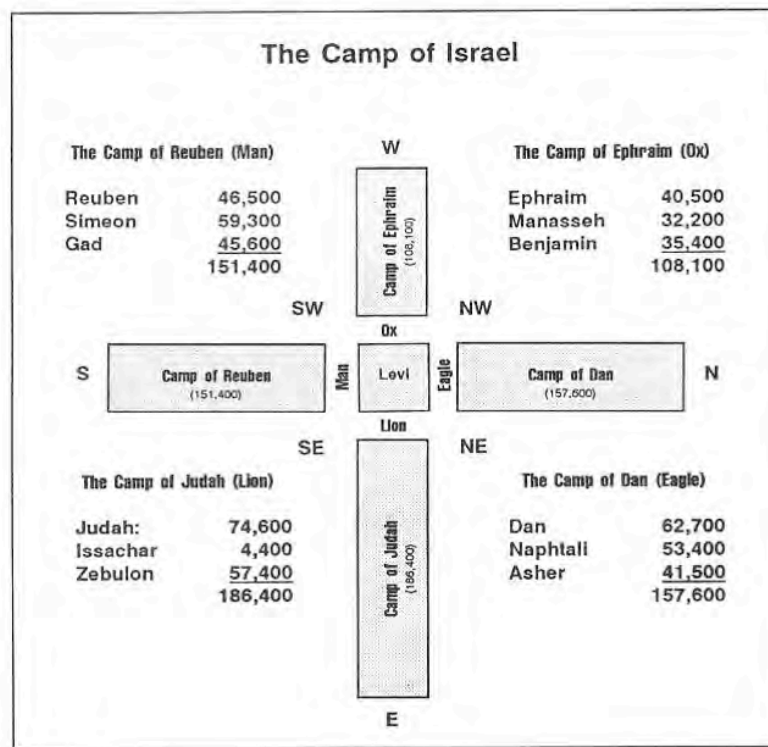 The Camp of Israel
The Camp of Reuben (Man)
Reuben 46,500
Simeon 59,300
Gad 45,600
151,400
W
The Camp of Ephraim (Ox)
Ephraim 40,500
Manasseh 32,200
Benjamin 35,400
108,100
Camp of Ephraim
(108,100)
SW
NW
Ox
S
Camp of Reuben
(151,400)
Man
Levi
Eagle
Camp of Dan
(157,600)
N
Lion
SE
NE
The Camp of Judah (Lion)
Judah: 74,600
Issachar 4,400
Zebulon 57,400
186,400
Camp of Judah
(186,400)
The Camp of Dan (Eagle)
Dan 62,700
Naphtali 53,400
Asher 41,500
157,600
E